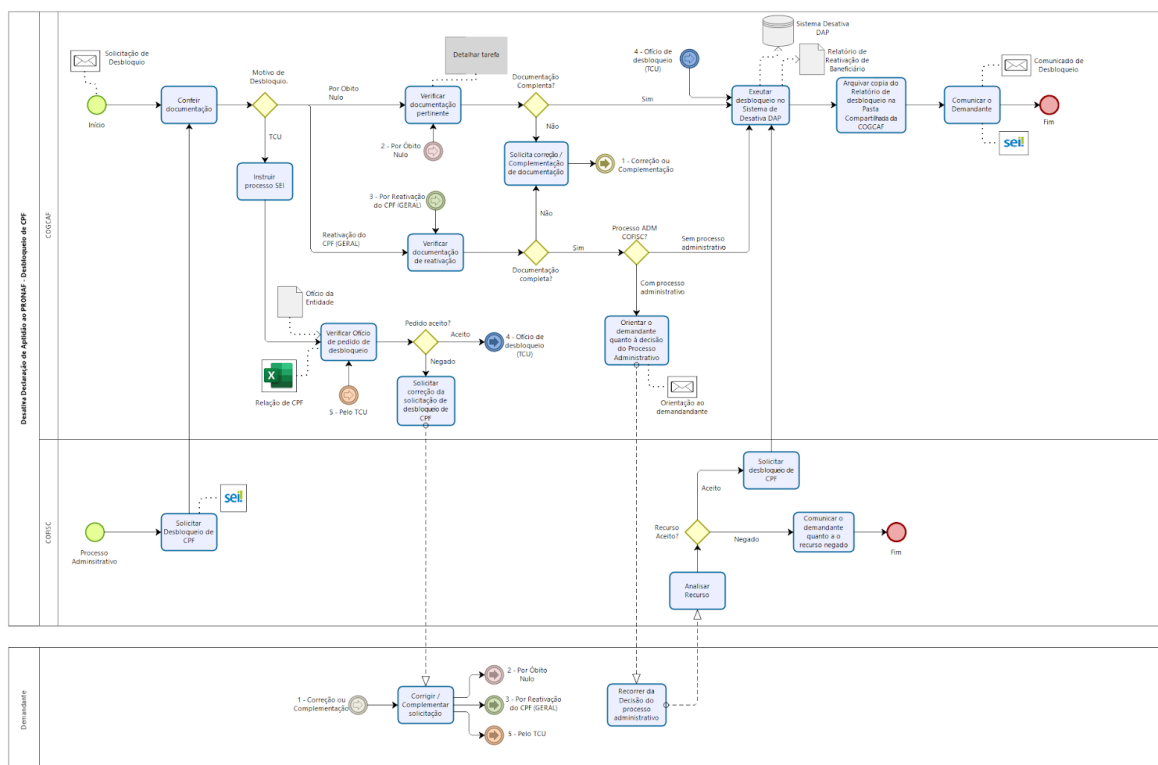 Desativa Declaração de Aptidão ao PRONAF - Desbloqueio de CPF
COGCAF
Solicitação de
Desbloquio
Início
Conferir
documentação
Motivo de
Desbloquio.
Por Obito
Nulo
TCU
Instruir
processo SEI
Detalhar tarefa
Verificar
documentação
pertinente
2 - Por Óbito
Nulo
Documentação
Completa?
Sim
Não
Solicita correção /
Complementação
de documentação
1 - Correção ou
Complementação
3 - Por Reativação
do CPF (GERAL)
Reativação do
CPF (GERAL)
Verificar
documentação
de reativação
Não
Documentação
completa?
Sim
Processo ADM
COFISC?
Sem processo
administrativo
Com processo
administrativo
4 - Ofício de
desbloqueio
(TCU)
Sistema Desativa
DAP
Relatório de
Reativação de
Beneficiário
Exeutar
desbloqueio no
Sistema de
Desativa DAP
Arquivar copia do
Relatório de
desbloqueio na
Pasta
Compartilhada da
COGCAF
Comunicar o
Demandante
Comunicado de
Desbloqueio
sei!
Fim
Ofício da
Entidade
Verificar Ofício
de pedido de
desbloqueio
Relação de CPF
5 - Pelo TCU
Pedido aceito?
Aceito
4 - Ofício de
desbloqueio
(TCU)
Negado
Solicitar
correção da
solicitação de
desbloqueio de
CPF
Orientar o
demandante
quanto à decisão
do Processo
Administrativo
Orientação ao
demandandante
COFISC
Processo
Adminsitrativo
Solicitar
Desbloqueio de
CPF
sei!
Solicitar
desbloqueio de
CPF
Aceito
Recurso
Aceito?
Negado
Comunicar o
demandante
quanto a o
recurso negado
Fim
Analisar
Recurso
Demandante
1 - Correção ou
Complementação
Corrigir /
Complementar
solicitação
2 - Por Óbito
Nulo
3 - Por Reativação
do CPF (GERAL)
5 - Pelo TCU
Recorrer da
Decisão do
processo
administrativo